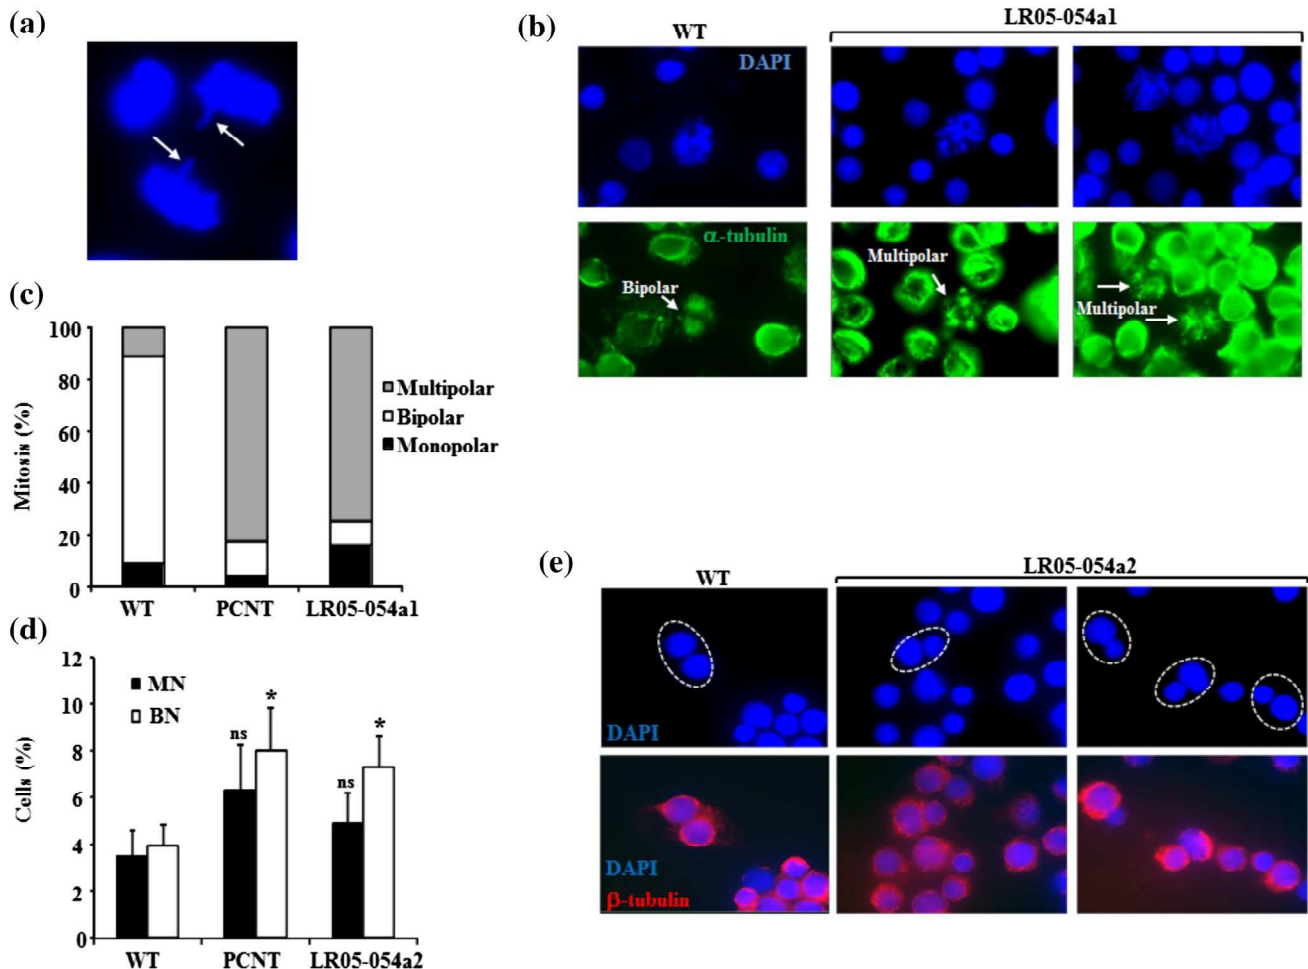 (a)
(b)
WT
LR05-054a1
DAPI
α-tubulin
Bipolar
Multipolar
Multipolar
(c)
100
80
60
40
20
0
Mitosis (%)
Multipolar
Bipolar
Monopolar
WT
PCNT
LR05-054a1
(d)
12
10
8
6
4
2
0
Cells (%)
MN
BN
ns
*
ns
*
WT
PCNT
LR05-054a2
(e)
WT
LR05-054a2
DAPI
DAPI
β-tubulin